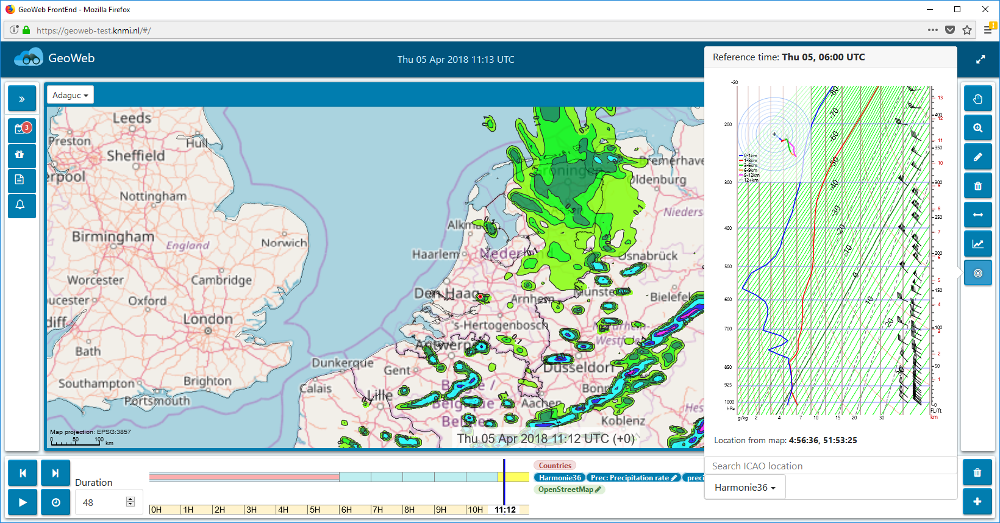 GeoWeb FrontEnd - Mozilla Firefox
https://geoweb-test.knmi.nl/#/
GeoWeb
Thu 05 Apr 2018 11:13 UTC
Reference time: Thu 05, 06:00 UTC
Adaguc
3
Leeds
Preston
Hull
Sheffield
erpool
Nottingham
Birmingham
England
Norwich
Worcester
Cambridge
ucester
Oxford
diff
London
Bath
Southampton
Brighton
Portsmouth
Dunkerque
Calais
Gent
Lille
Antwerpe
Alkma
Haarlem
Nederl
Den Haag
Arnhem
's-Hertogenbosch
Bremerhave
Oldenburg
Nieders
Osnabrück
Münster
Bielefel
Düsseldorf
Westf
Bonn
Aachen
Koblenz
Hes
Map projection: EPSG:3857
0 50 100 km
Thu 05 Apr 2018 11:12 UTC (+0)
-20
200
300
400
500
600
700
850
925
1000
hPa
g/kg 2 4 7 10 15 20 30
0-1km
1-3km
3-6km
6-9km
9-12km
12+km
-80
-70
-60
-50
-40
-30
-20
-10
0
10
20
13
400
12
11
350
10
300
9
8
250
7
200
6
5
150
4
100
3
2
50
1
0
FL/ft
km
Location from map: 4:56:36, 51:53:25
Search ICAO location
Harmonie36
Duration
48
0H 1H 2H 3H 4H 5H 6H 7H 8H 9H 10H 11:12
Countries
Harmonie36 Prec: Precipitation rate preci
OpenStreetMap